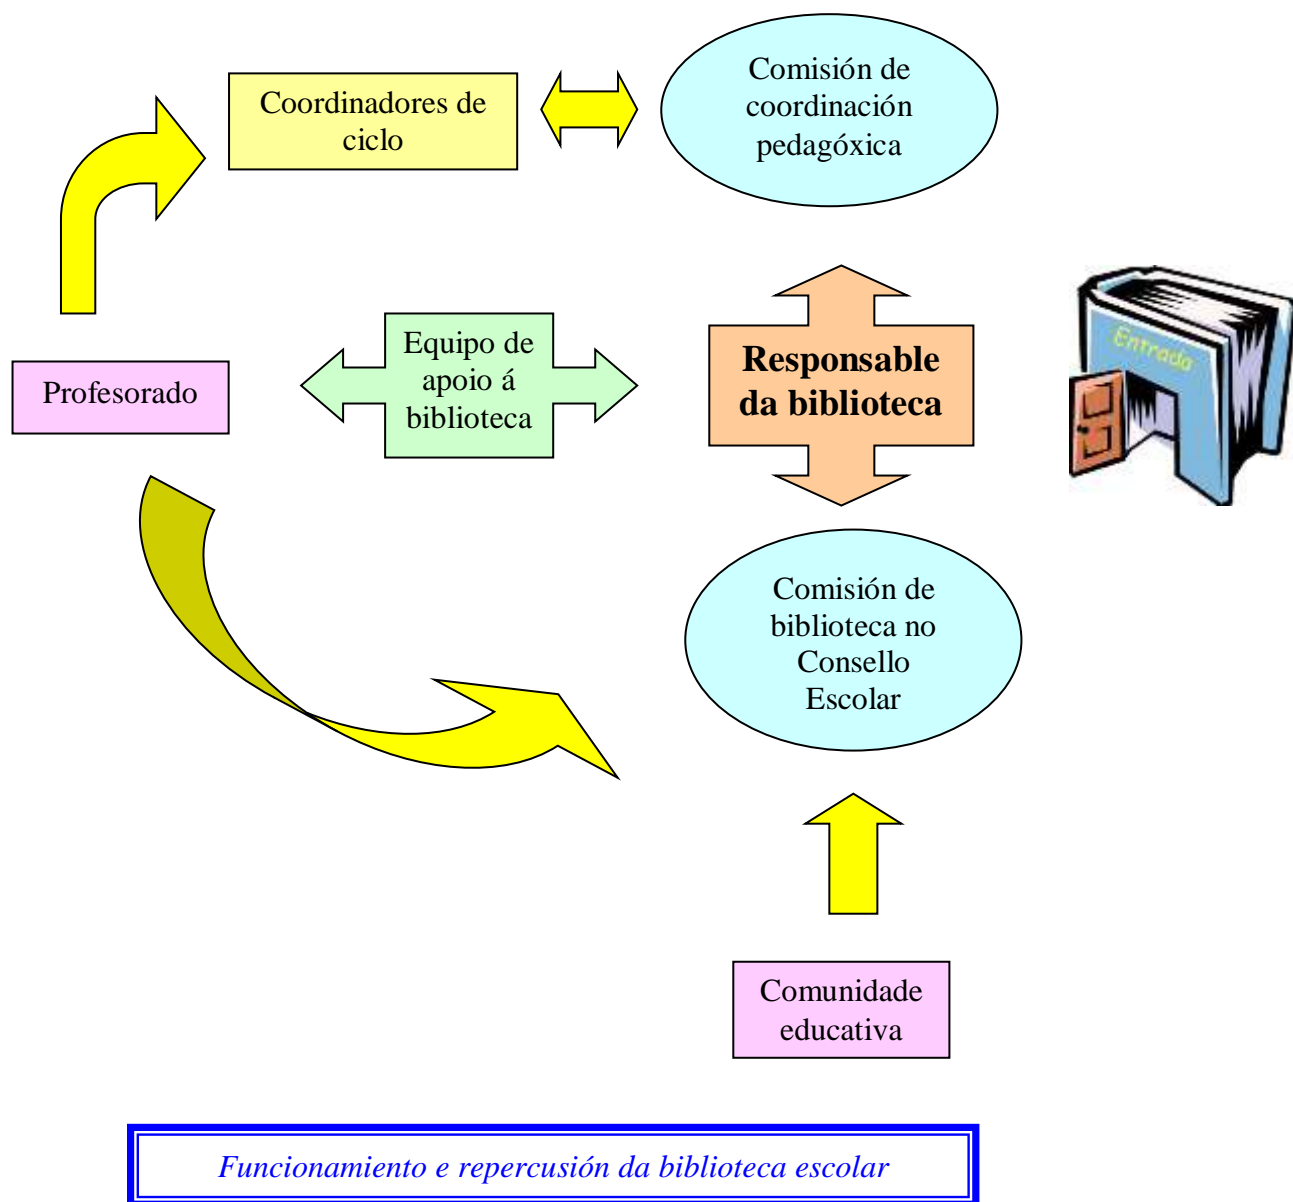 Coordinadores de
ciclo
Comisión de
coordinación
pedagóxica
Profesorado
Equipo de
apoio á
biblioteca
Responsable
da biblioteca
Entrada
Comisión de
biblioteca no
Consello
Escolar
Comunidade
educativa
Funcionamiento e repercusión da biblioteca escolar